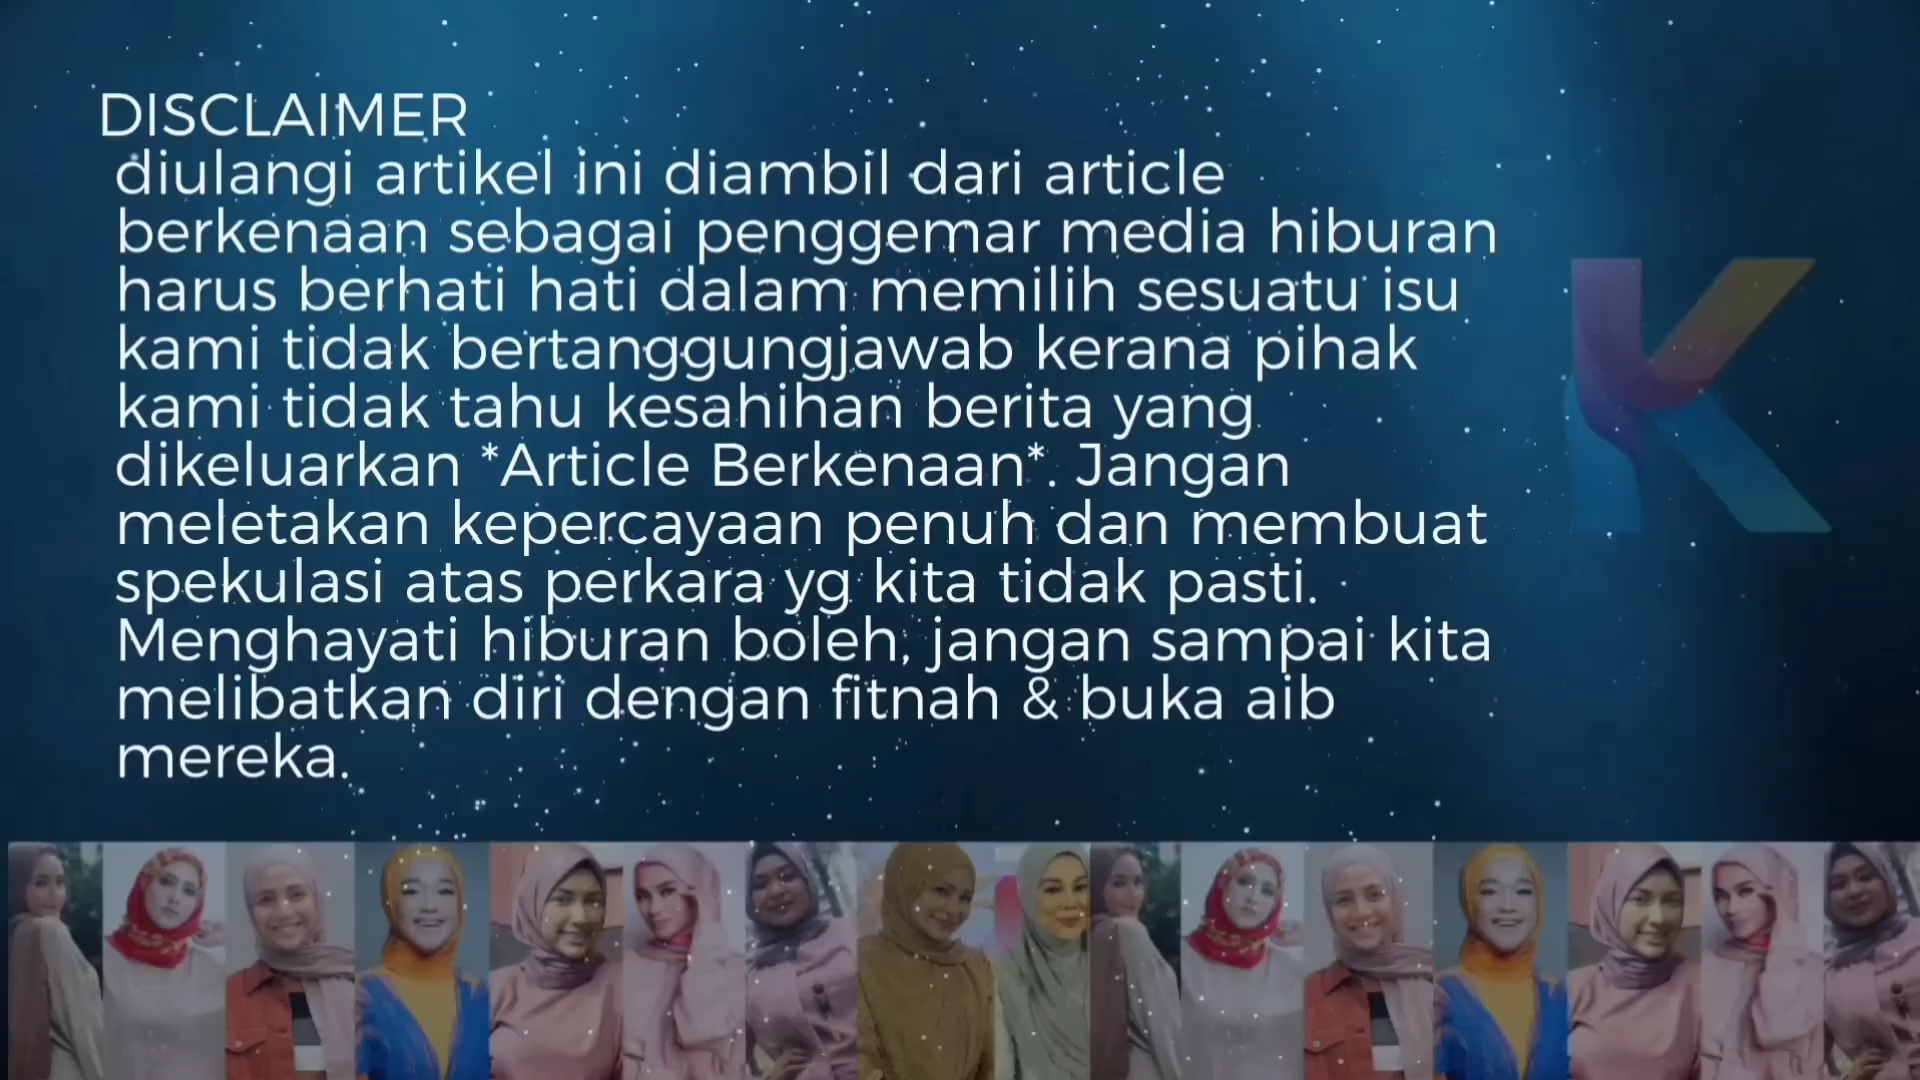 DISCLAIMER
diulangi artikel ini diambil dari article
berkenaan sebagai penggemar media hiburan
harus berhati hati dalam memilih sesuatu isu
kami tidak bertanggungjawab kerana pihak
kami tidak tahu kesahihan berita yang
dikeluarkan *Article Berkenaan*. Jangan
meletakan kepercayaan penuh dan membuat
spekulasi atas perkara yg kita tidak pasti.
Menghayati hiburan boleh, jangan sampai kita
melibatkan diri dengan fitnah & buka aib
mereka.
K